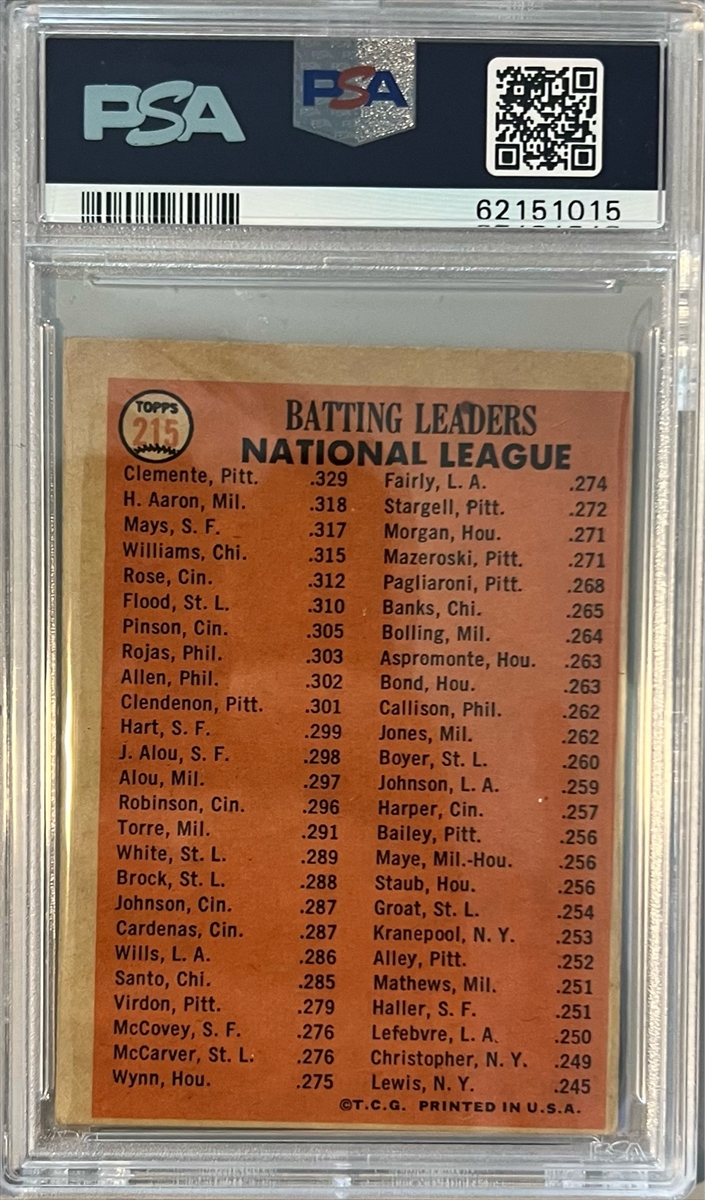 PSA
PSA
62151015
TOPPS
215
BATTING LEADERS
NATIONAL LEAGUE
Clemente, Pitt. .329
H. Aaron, Mil. .318
Mays, S. F. .317
Williams, Chi. .315
Rose, Cin. .312
Flood, St. L. .310
Pinson, Cin. .305
Rojas, Phil. .303
Allen, Phil. .302
Clendenon, Pitt. .301
Hart, S. F. .299
J. Alou, S. F. .298
Alou, Mil. .297
Robinson, Cin. .296
Torre, Mil. .291
White, St. L. .289
Brock, St. L. .288
Johnson, Cin. .287
Cardenas, Cin. .287
Wills, L. A. .286
Santo, Chi. .285
Virdon, Pitt. .279
McCovey, S. F. .276
McCarver, St. L. .276
Wynn, Hou. .275
Fairly, L. A. .274
Stargell, Pitt. .272
Morgan, Hou. .271
Mazeroski, Pitt. .271
Pagliaroni, Pitt. .268
Banks, Chi. .265
Bolling, Mil. .264
Aspromonte, Hou. .263
Bond, Hou. .263
Callison, Phil. .262
Jones, Mil. .262
Boyer, St. L. .260
Johnson, L. A. .259
Harper, Cin. .257
Bailey, Pitt. .256
Maye, Mil.-Hou. .256
Staub, Hou. .256
Groat, St. L. .254
Kranepool, N. Y. .253
Alley, Pitt. .252
Mathews, Mil. .251
Haller, S. F. .251
Lefebvre, L. A. .250
Christopher, N. Y. .249
Lewis, N. Y. .245
©T.C.G. PRINTED IN U.S.A.
PSA